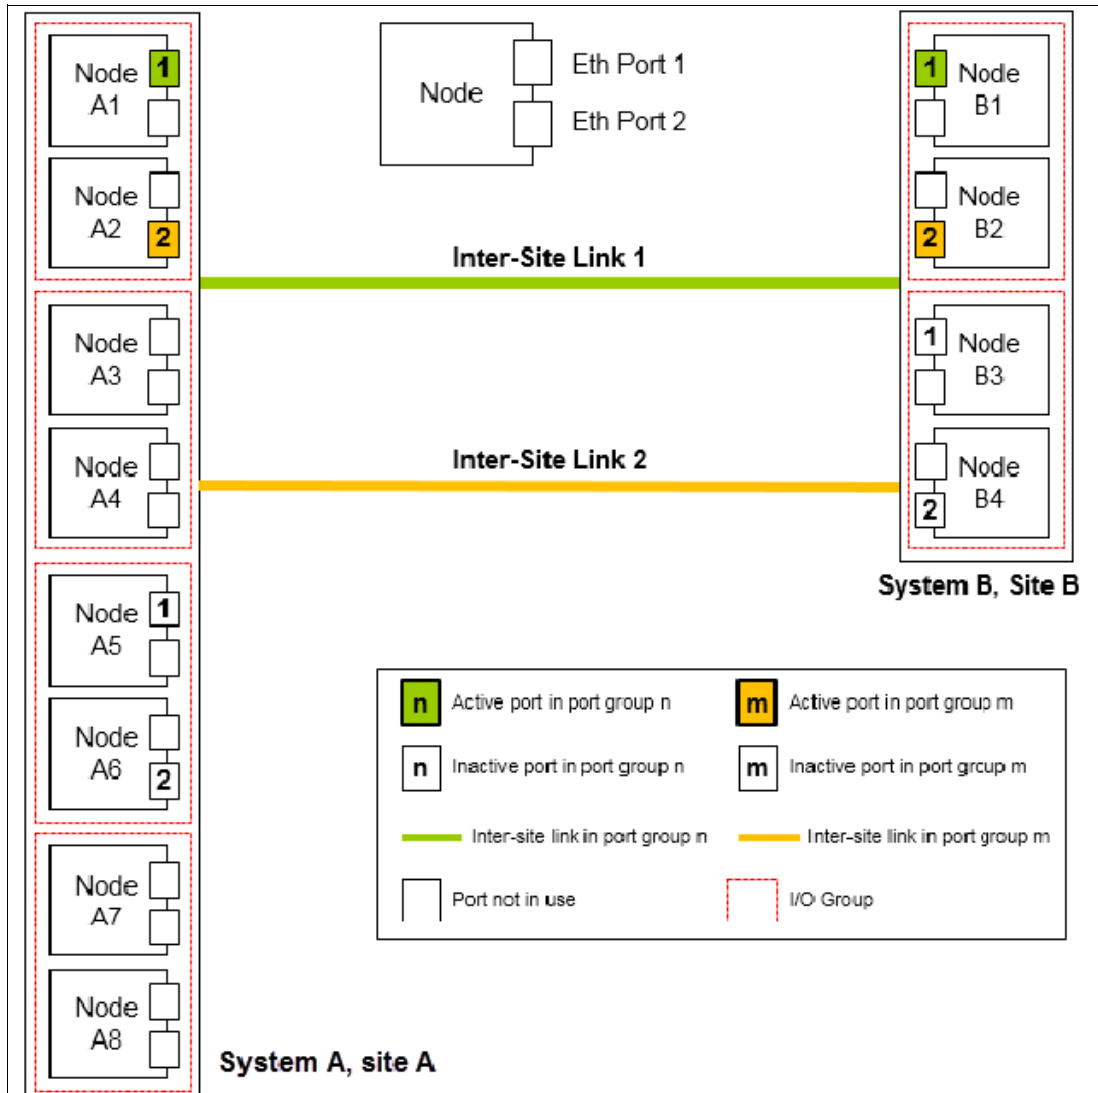 Node
A1
1
Node
A2
2
Node
A3
Node
A4
Node
A5
1
Node
A6
2
Node
A7
Node
A8
System A, site A
Node
Eth Port 1
Eth Port 2
Inter-Site Link 1
Inter-Site Link 2
1
Node
B1
Node
B2
2
1
Node
B3
Node
B4
2
System B, Site B
n
Active port in port group n
m
Active port in port group m
n
Inactive port in port group n
m
Inactive port in port group m
Inter-site link in port group n
Inter-site link in port group m
Port not in use
I/O Group